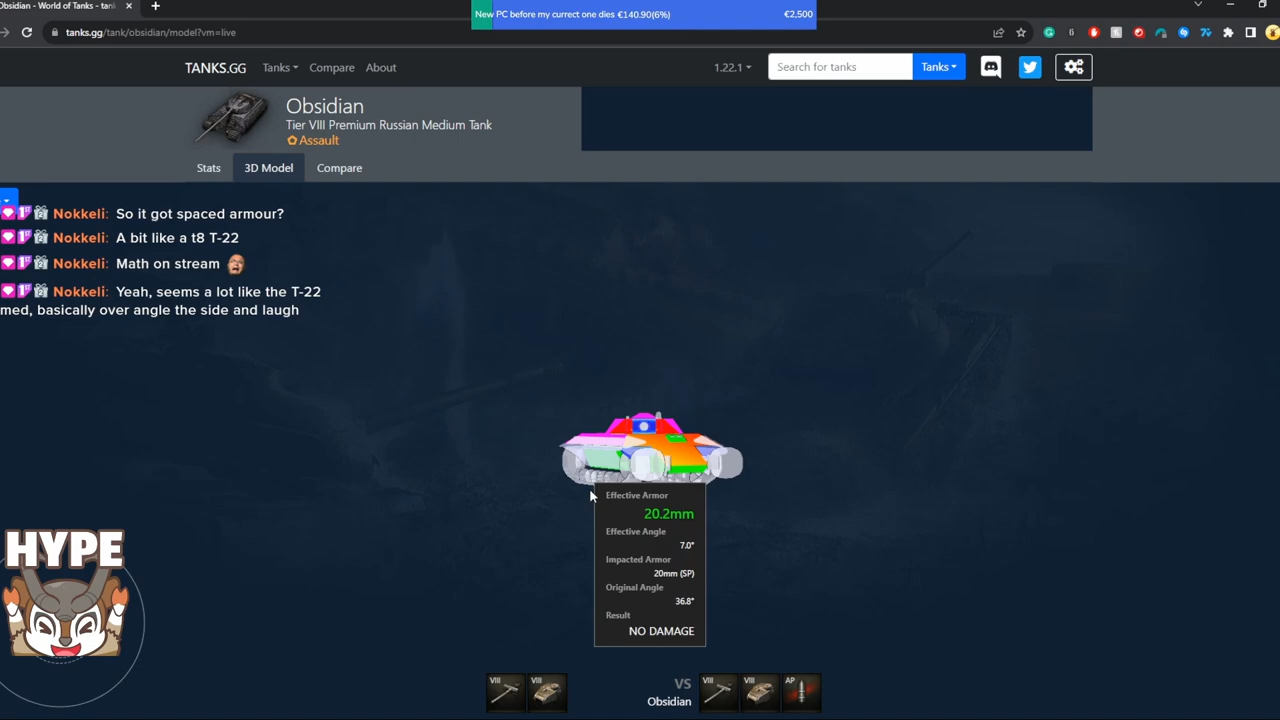 Obsidian - World of Tanks - tan
New PC before my currect one dies €140.90(6%) €2,500
tanks.gg/tank/obsidian/model?vm=live
TANKS.GG Tanks Compare About 1.22.1 Search for tanks Tanks
Obsidian
Tier VIII Premium Russian Medium Tank
Assault
Stats 3D Model Compare
Nokkeli: So it got spaced armour?
Nokkeli: A bit like a t8 T-22
Nokkeli: Math on stream
Nokkeli: Yeah, seems a lot like the T-22
med, basically over angle the side and laugh
Effective Armor
20.2mm
Effective Angle
7.0°
Impacted Armor
20mm (SP)
Original Angle
36.8°
Result
NO DAMAGE
HYPE
VIII VIII VS VIII VIII AP
Obsidian